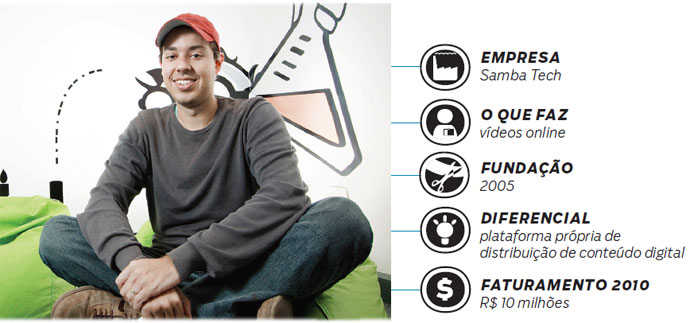 EMPRESA
Samba Tech
O QUE FAZ
vídeos online
FUNDAÇÃO
2005
DIFERENCIAL
plataforma própria de
distribuição de conteúdo digital
$
FATURAMENTO 2010
R$ 10 milhões